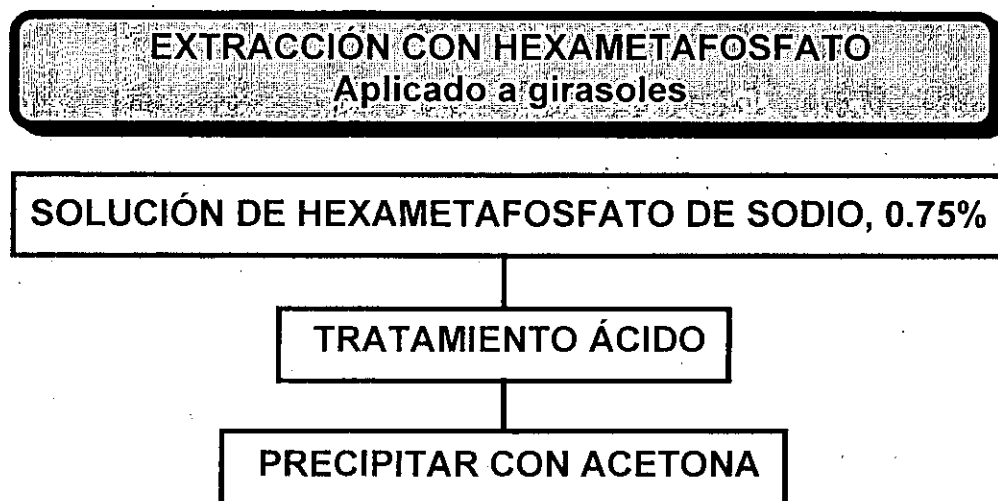 EXTRACCIÓN CON HEXAMETAFOSFATO
Aplicado a girasoles
SOLUCIÓN DE HEXAMETAFOSFATO DE SODIO, 0.75%
TRATAMIENTO ÁCIDO
PRECIPITAR CON ACETONA